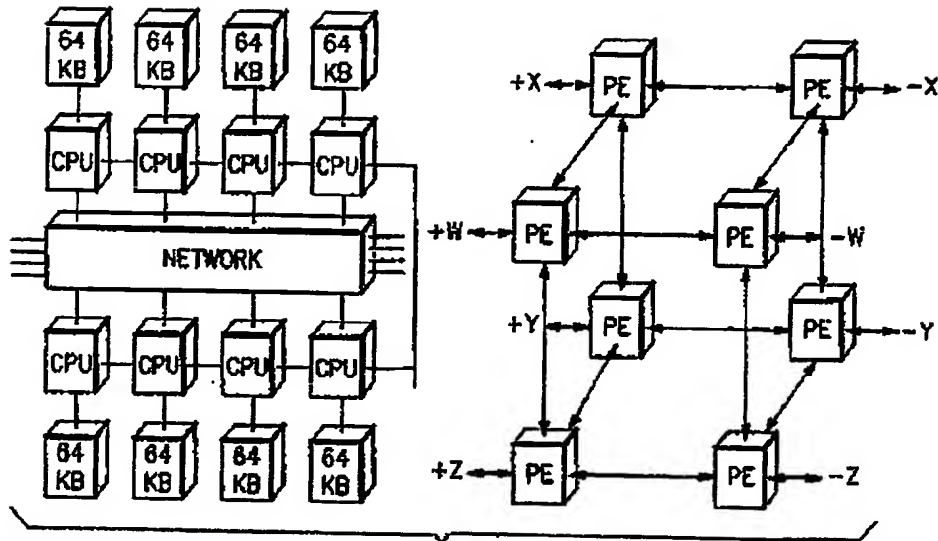 64 KB
64 KB
64 KB
64 KB
CPU
CPU
CPU
CPU
NETWORK
CPU
CPU
CPU
CPU
64 KB
64 KB
64 KB
64 KB
+X
PE
PE
-X
+W
PE
PE
-W
+Y
PE
PE
-Y
+Z
PE
PE
-Z